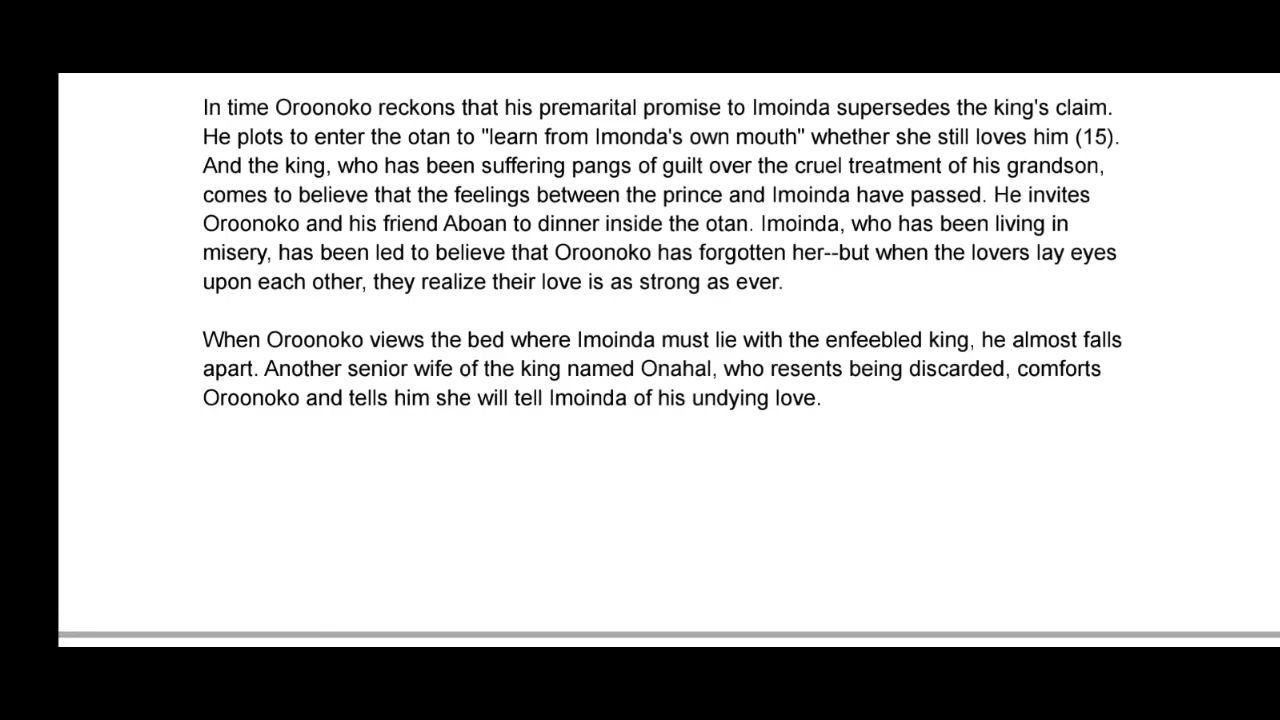 In time Oroonoko reckons that his premarital promise to Imoinda supersedes the king's claim.
He plots to enter the otan to "learn from Imonda's own mouth" whether she still loves him (15).
And the king, who has been suffering pangs of guilt over the cruel treatment of his grandson,
comes to believe that the feelings between the prince and Imoinda have passed. He invites
Oroonoko and his friend Aboan to dinner inside the otan. Imoinda, who has been living in
misery, has been led to believe that Oroonoko has forgotten her--but when the lovers lay eyes
upon each other, they realize their love is as strong as ever.
When Oroonoko views the bed where Imoinda must lie with the enfeebled king, he almost falls
apart. Another senior wife of the king named Onahal, who resents being discarded, comforts
Oroonoko and tells him she will tell Imoinda of his undying love.